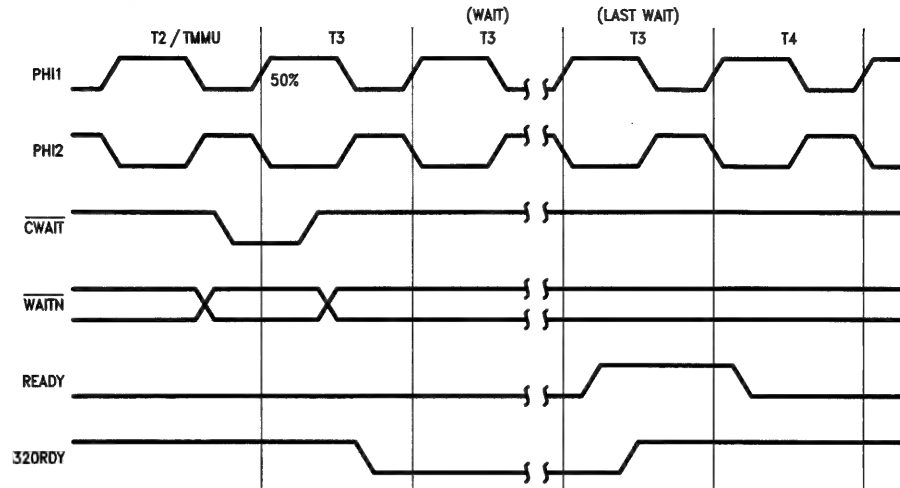 (WAIT) (LAST WAIT)
T2 / TMMU T3 T3 T3 T4
PHI1
50%
PHI2
CWAIT
WAITN
READY
320RDY